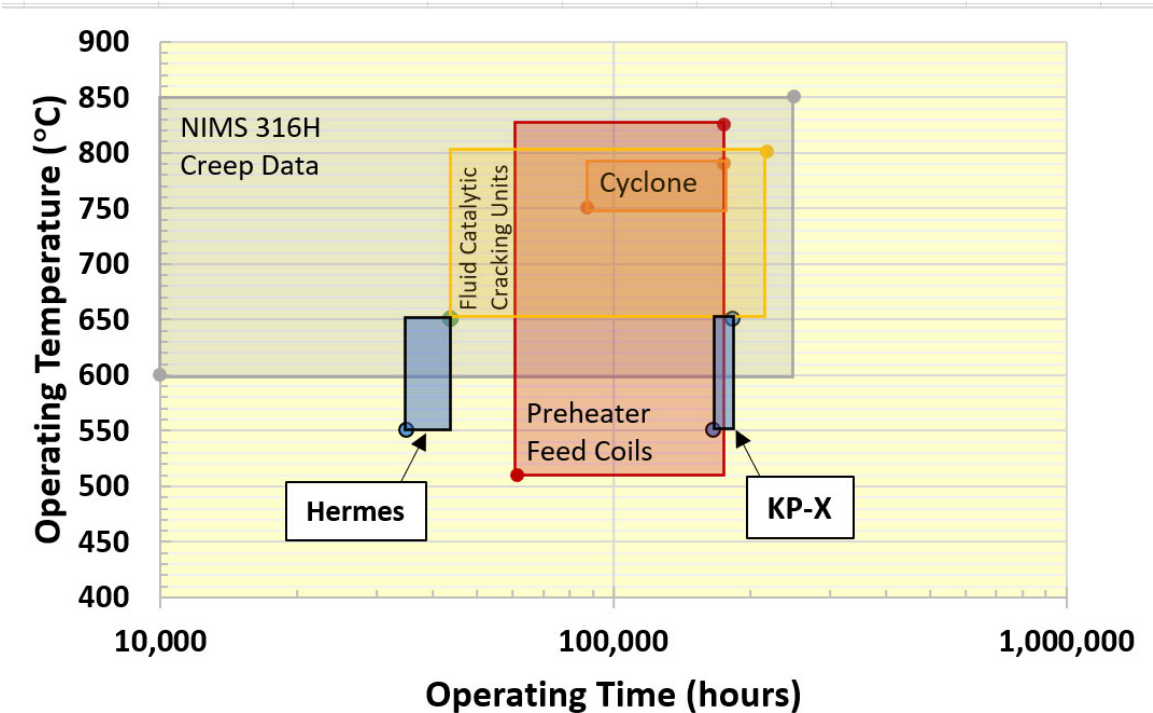 900
850
800
750
700
650
600
550
500
450
400
Operating Temperature (°C)
NIMS 316H
Creep Data
Fluid Catalytic
Cracking Units
Cyclone
Preheater
Feed Coils
Hermes
KP-X
10,000
100,000
1,000,000
Operating Time (hours)